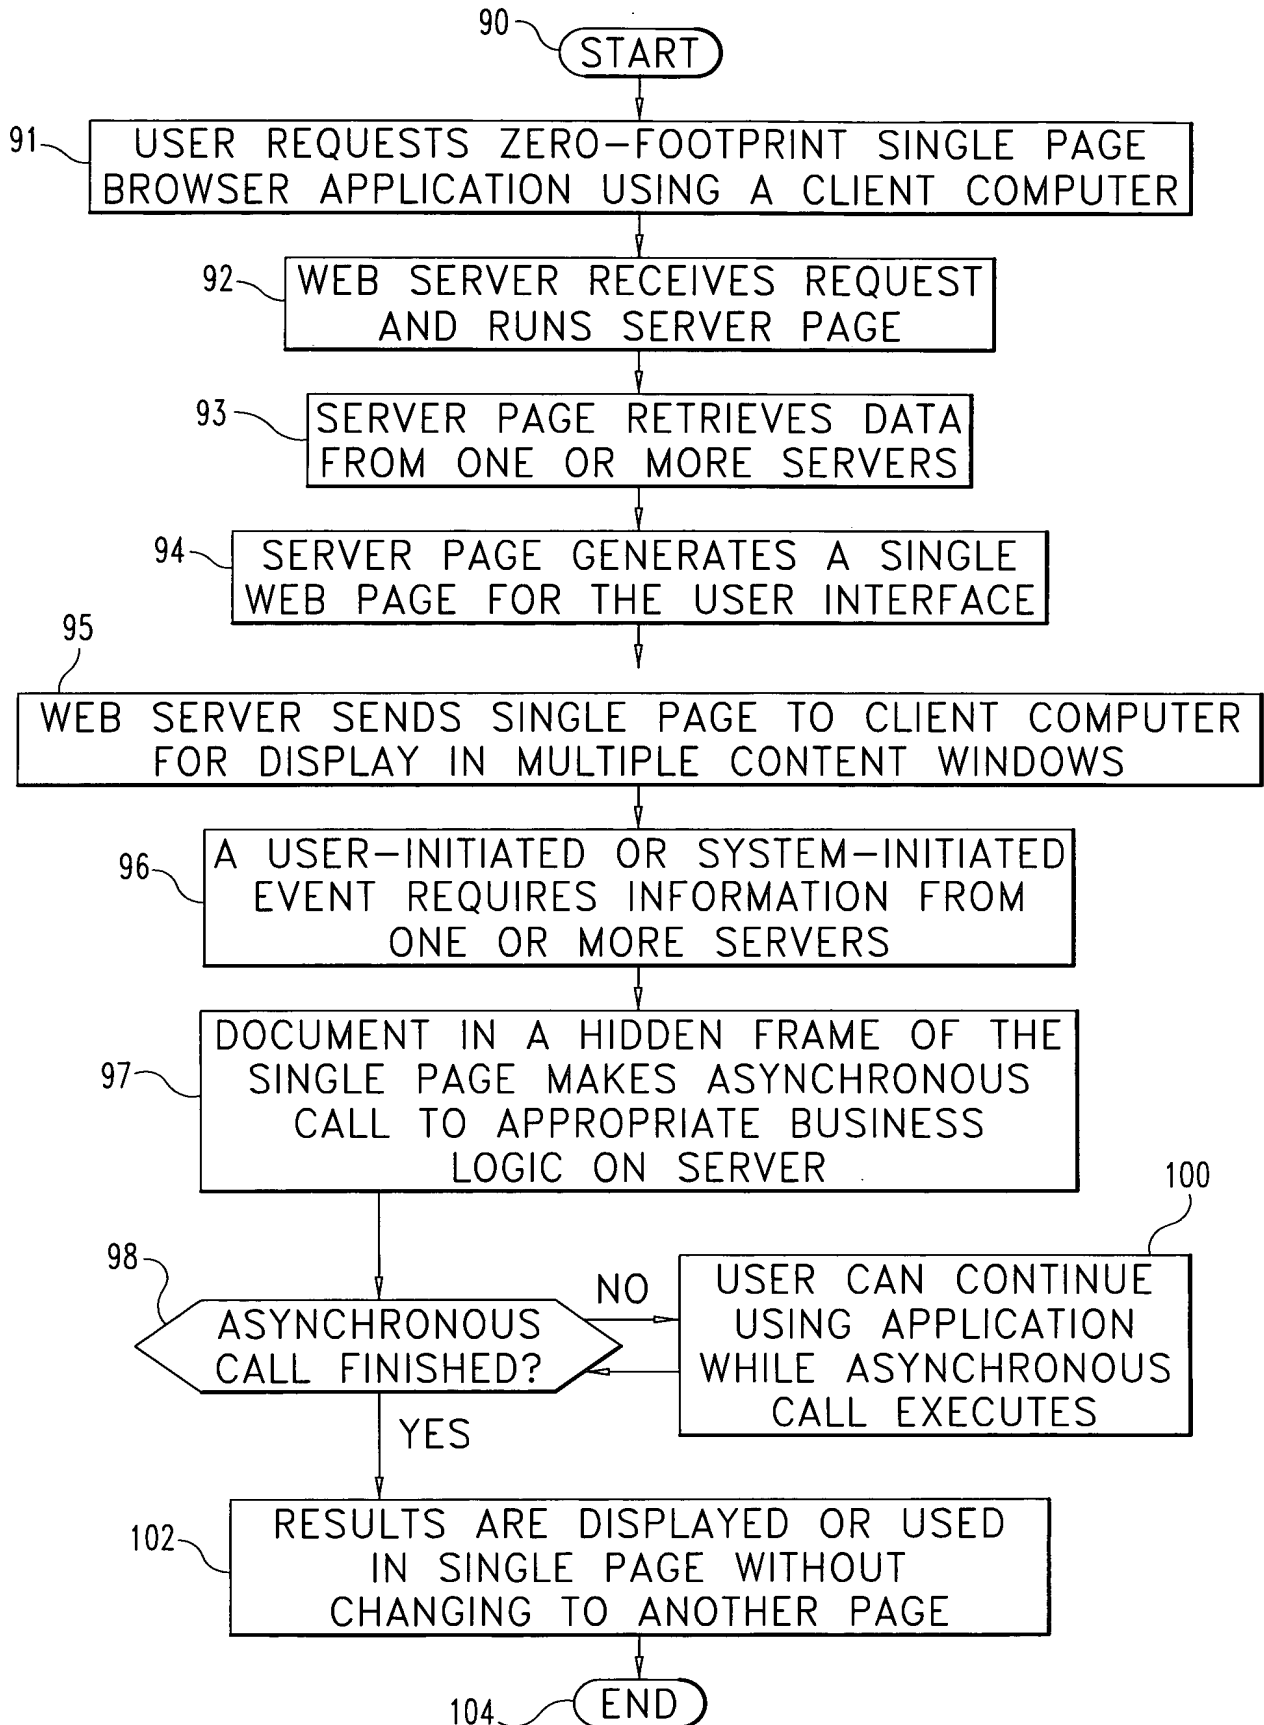 90
START
91
USER REQUESTS ZERO-FOOTPRINT SINGLE PAGE
BROWSER APPLICATION USING A CLIENT COMPUTER
92
WEB SERVER RECEIVES REQUEST
AND RUNS SERVER PAGE
93
SERVER PAGE RETRIEVES DATA
FROM ONE OR MORE SERVERS
94
SERVER PAGE GENERATES A SINGLE
WEB PAGE FOR THE USER INTERFACE
95
WEB SERVER SENDS SINGLE PAGE TO CLIENT COMPUTER
FOR DISPLAY IN MULTIPLE CONTENT WINDOWS
96
A USER-INITIATED OR SYSTEM-INITIATED
EVENT REQUIRES INFORMATION FROM
ONE OR MORE SERVERS
97
DOCUMENT IN A HIDDEN FRAME OF THE
SINGLE PAGE MAKES ASYNCHRONOUS
CALL TO APPROPRIATE BUSINESS
LOGIC ON SERVER
98
ASYNCHRONOUS
CALL FINISHED?
NO
100
USER CAN CONTINUE
USING APPLICATION
WHILE ASYNCHRONOUS
CALL EXECUTES
YES
102
RESULTS ARE DISPLAYED OR USED
IN SINGLE PAGE WITHOUT
CHANGING TO ANOTHER PAGE
104
END